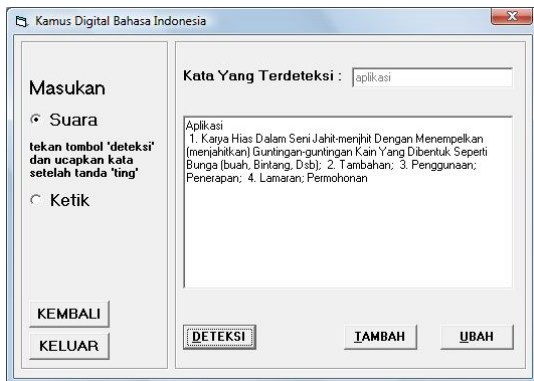 Kamus Digital Bahasa Indonesia
Masukan
Suara
tekan tombol 'deteksi'
dan ucapkan kata
setelah tanda 'ting'
Ketik
KEMBALI
KELUAR
Kata Yang Terdeteksi : aplikasi
Aplikasi
1. Karya Hias Dalam Seni Jahit-menjhit Dengan Menempelkan
(menjahitkan) Guntingan-guntingan Kain Yang Dibentuk Seperti
Bunga (buah, Bintang, Dsb); 2. Tambahan; 3. Penggunaan;
Penerapan; 4. Lamaran; Permohonan
DETEKSI TAMBAH UBAH